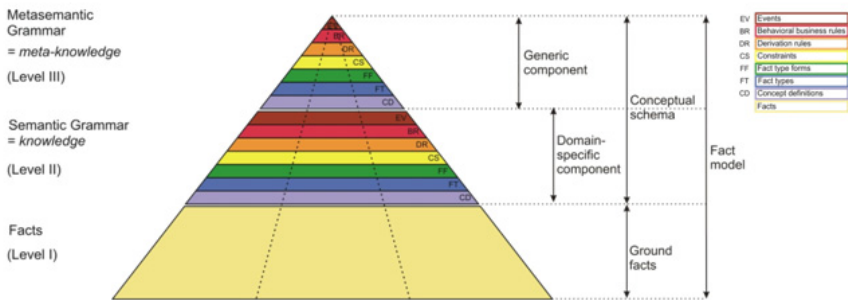 Metasemantic
Grammar
= meta-knowledge
(Level III)
Semantic Grammar
= knowledge
(Level II)
Facts
(Level I)
EV
BR
DR
CS
FF
FT
CD
EV
BR
DR
CS
FF
FT
CD
Generic
component
Domain-
specific
component
Conceptual
schema
Ground
facts
Fact
model
EV Events
BR Behavioral business rules
DR Derivation rules
CS Constraints
FF Fact type forms
FT Fact types
CD Concept definitions
Facts